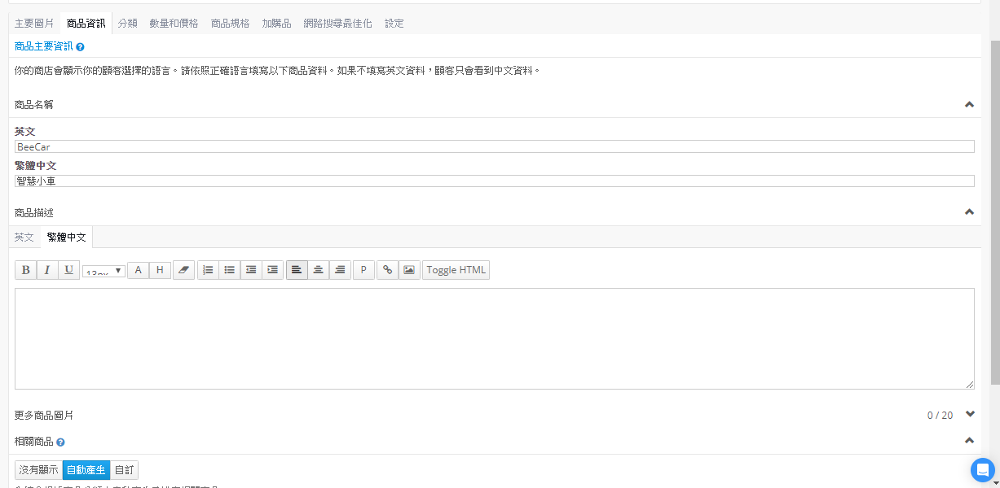 主要圖片 商品資訊 分類 數量和價格 商品規格 加購品 網路搜尋最佳化 設定
商品主要資訊
你的商店會顯示你的顧客選擇的語言。請依照正確語言填寫以下商品資料。如果不填寫英文資料，顧客只會看到中文資料。
商品名稱
英文
BeeCar
繁體中文
智慧小車
商品描述
英文 繁體中文
B I U 13px A H P Toggle HTML
更多商品圖片 0 / 20
相關商品
沒有顯示 自動產生 自訂